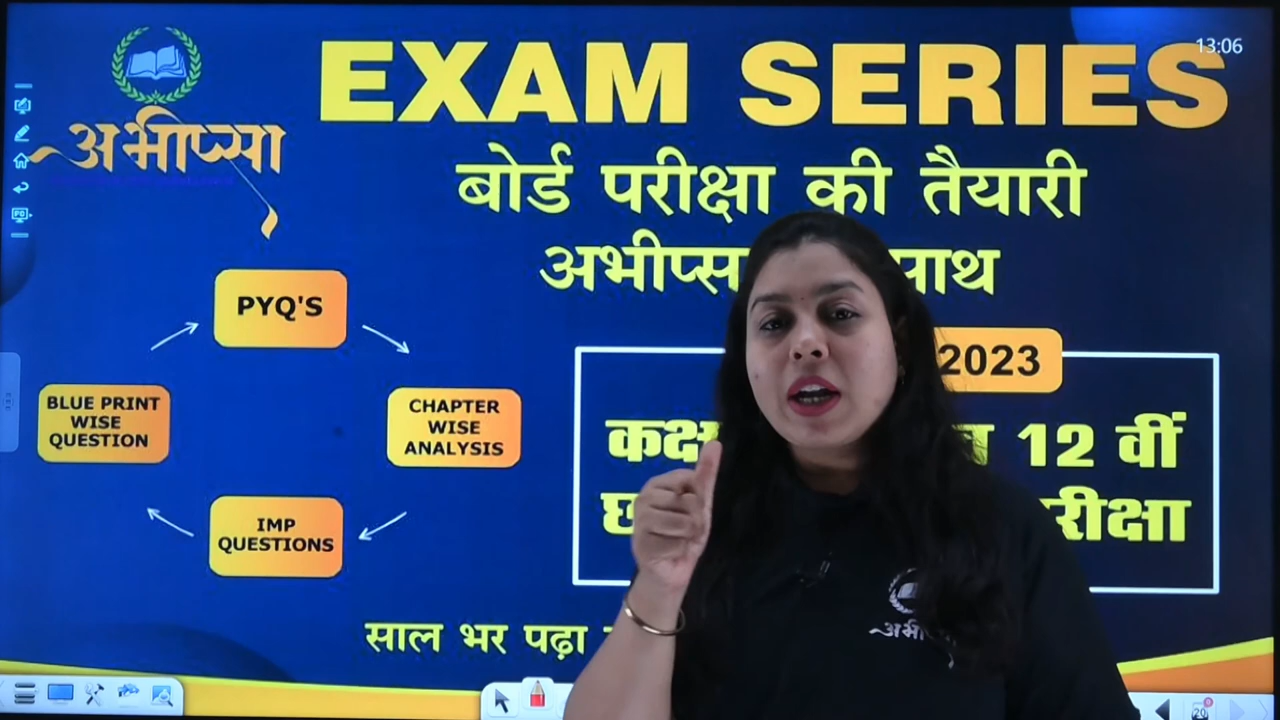 13:06
अभीप्सा
EXAM SERIES
बोर्ड परीक्षा की तैयारी
साथ
PYQ'S
BLUE PRINT
WISE
QUESTION
CHAPTER
WISE
ANALYSIS
IMP
QUESTIONS
2023
12 वीं
साल भर पढ़ा
20